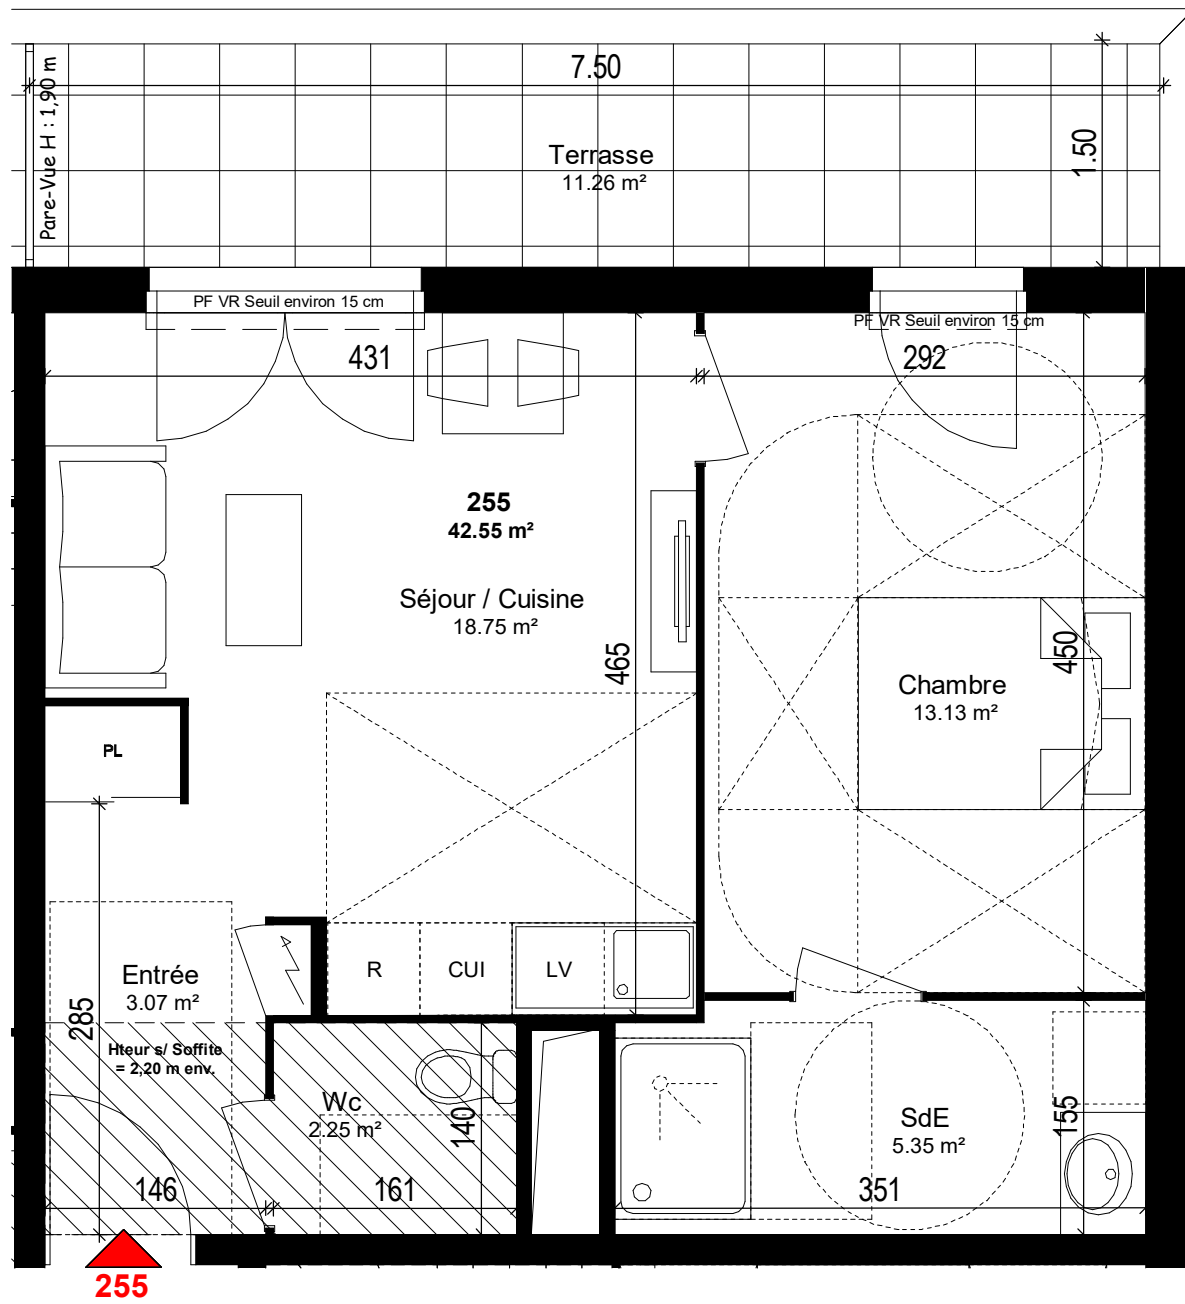 7.50
Pare-Vue H : 1,90 m
Terrasse
11.26 m²
1.50
PF VR Seuil environ 15 cm
PF VR Seuil environ 15 cm
431
292
255
42.55 m²
Séjour / Cuisine
18.75 m²
465
450
Chambre
13.13 m²
PL
R
CUI
LV
Entrée
3.07 m²
285
Hteur s/ Soffite
= 2,20 m env.
Wc
2.25 m²
140
SdE
5.35 m²
155
146
161
351
255